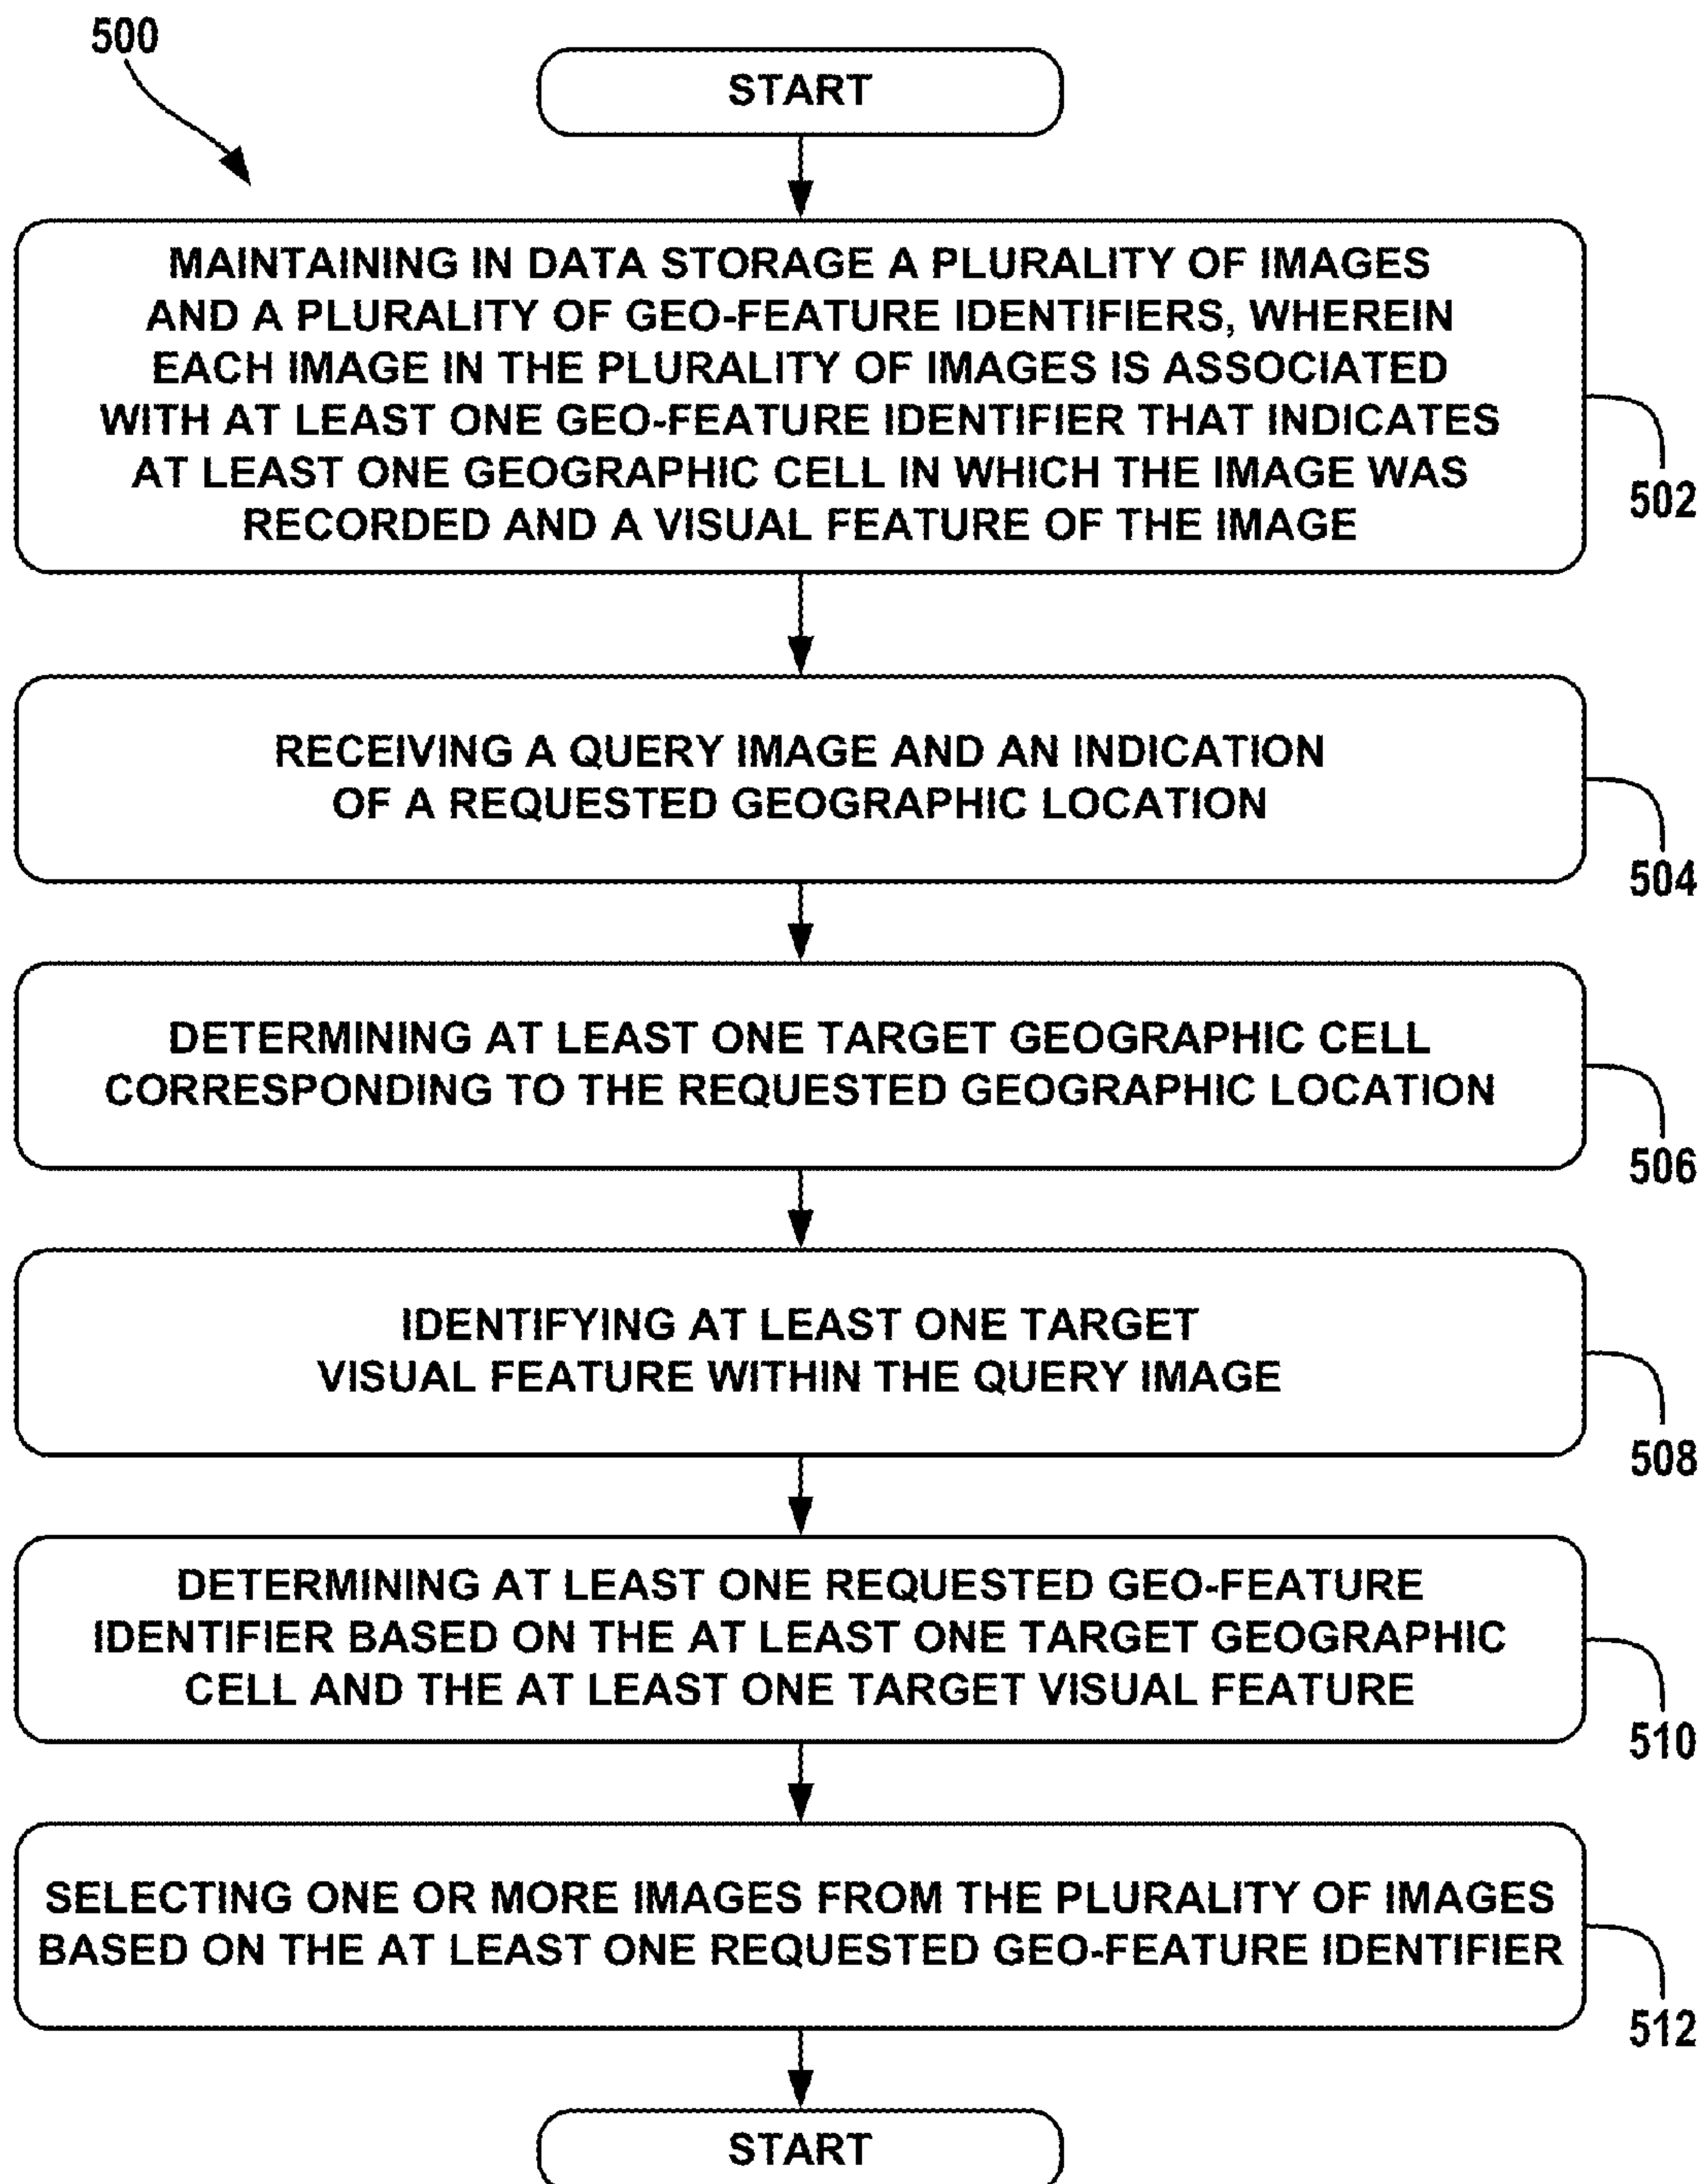 500
START
MAINTAINING IN DATA STORAGE A PLURALITY OF IMAGES
AND A PLURALITY OF GEO-FEATURE IDENTIFIERS, WHEREIN
EACH IMAGE IN THE PLURALITY OF IMAGES IS ASSOCIATED
WITH AT LEAST ONE GEO-FEATURE IDENTIFIER THAT INDICATES
AT LEAST ONE GEOGRAPHIC CELL IN WHICH THE IMAGE WAS
RECORDED AND A VISUAL FEATURE OF THE IMAGE
502
RECEIVING A QUERY IMAGE AND AN INDICATION
OF A REQUESTED GEOGRAPHIC LOCATION
504
DETERMINING AT LEAST ONE TARGET GEOGRAPHIC CELL
CORRESPONDING TO THE REQUESTED GEOGRAPHIC LOCATION
506
IDENTIFYING AT LEAST ONE TARGET
VISUAL FEATURE WITHIN THE QUERY IMAGE
508
DETERMINING AT LEAST ONE REQUESTED GEO-FEATURE
IDENTIFIER BASED ON THE AT LEAST ONE TARGET GEOGRAPHIC
CELL AND THE AT LEAST ONE TARGET VISUAL FEATURE
510
SELECTING ONE OR MORE IMAGES FROM THE PLURALITY OF IMAGES
BASED ON THE AT LEAST ONE REQUESTED GEO-FEATURE IDENTIFIER
512
START